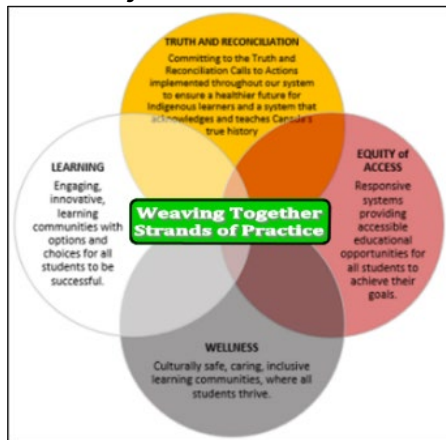 TRUTH AND RECONCILIATION
Committing to the Truth and
Reconciliation Calls to Actions
implemented throughout our system
to ensure a healthier future for
Indigenous learners and a system that
acknowledges and teaches Canada's
true history
LEARNING
Engaging,
innovative,
learning
communities with
options and
choices for all
students to be
successful.
EQUITY of
ACCESS
Responsive
systems
providing
accessible
educational
opportunities for
all students to
achieve their
goals.
Weaving Together
Strands of Practice
WELLNESS
Culturally safe, caring, inclusive
learning communities, where all
students thrive.